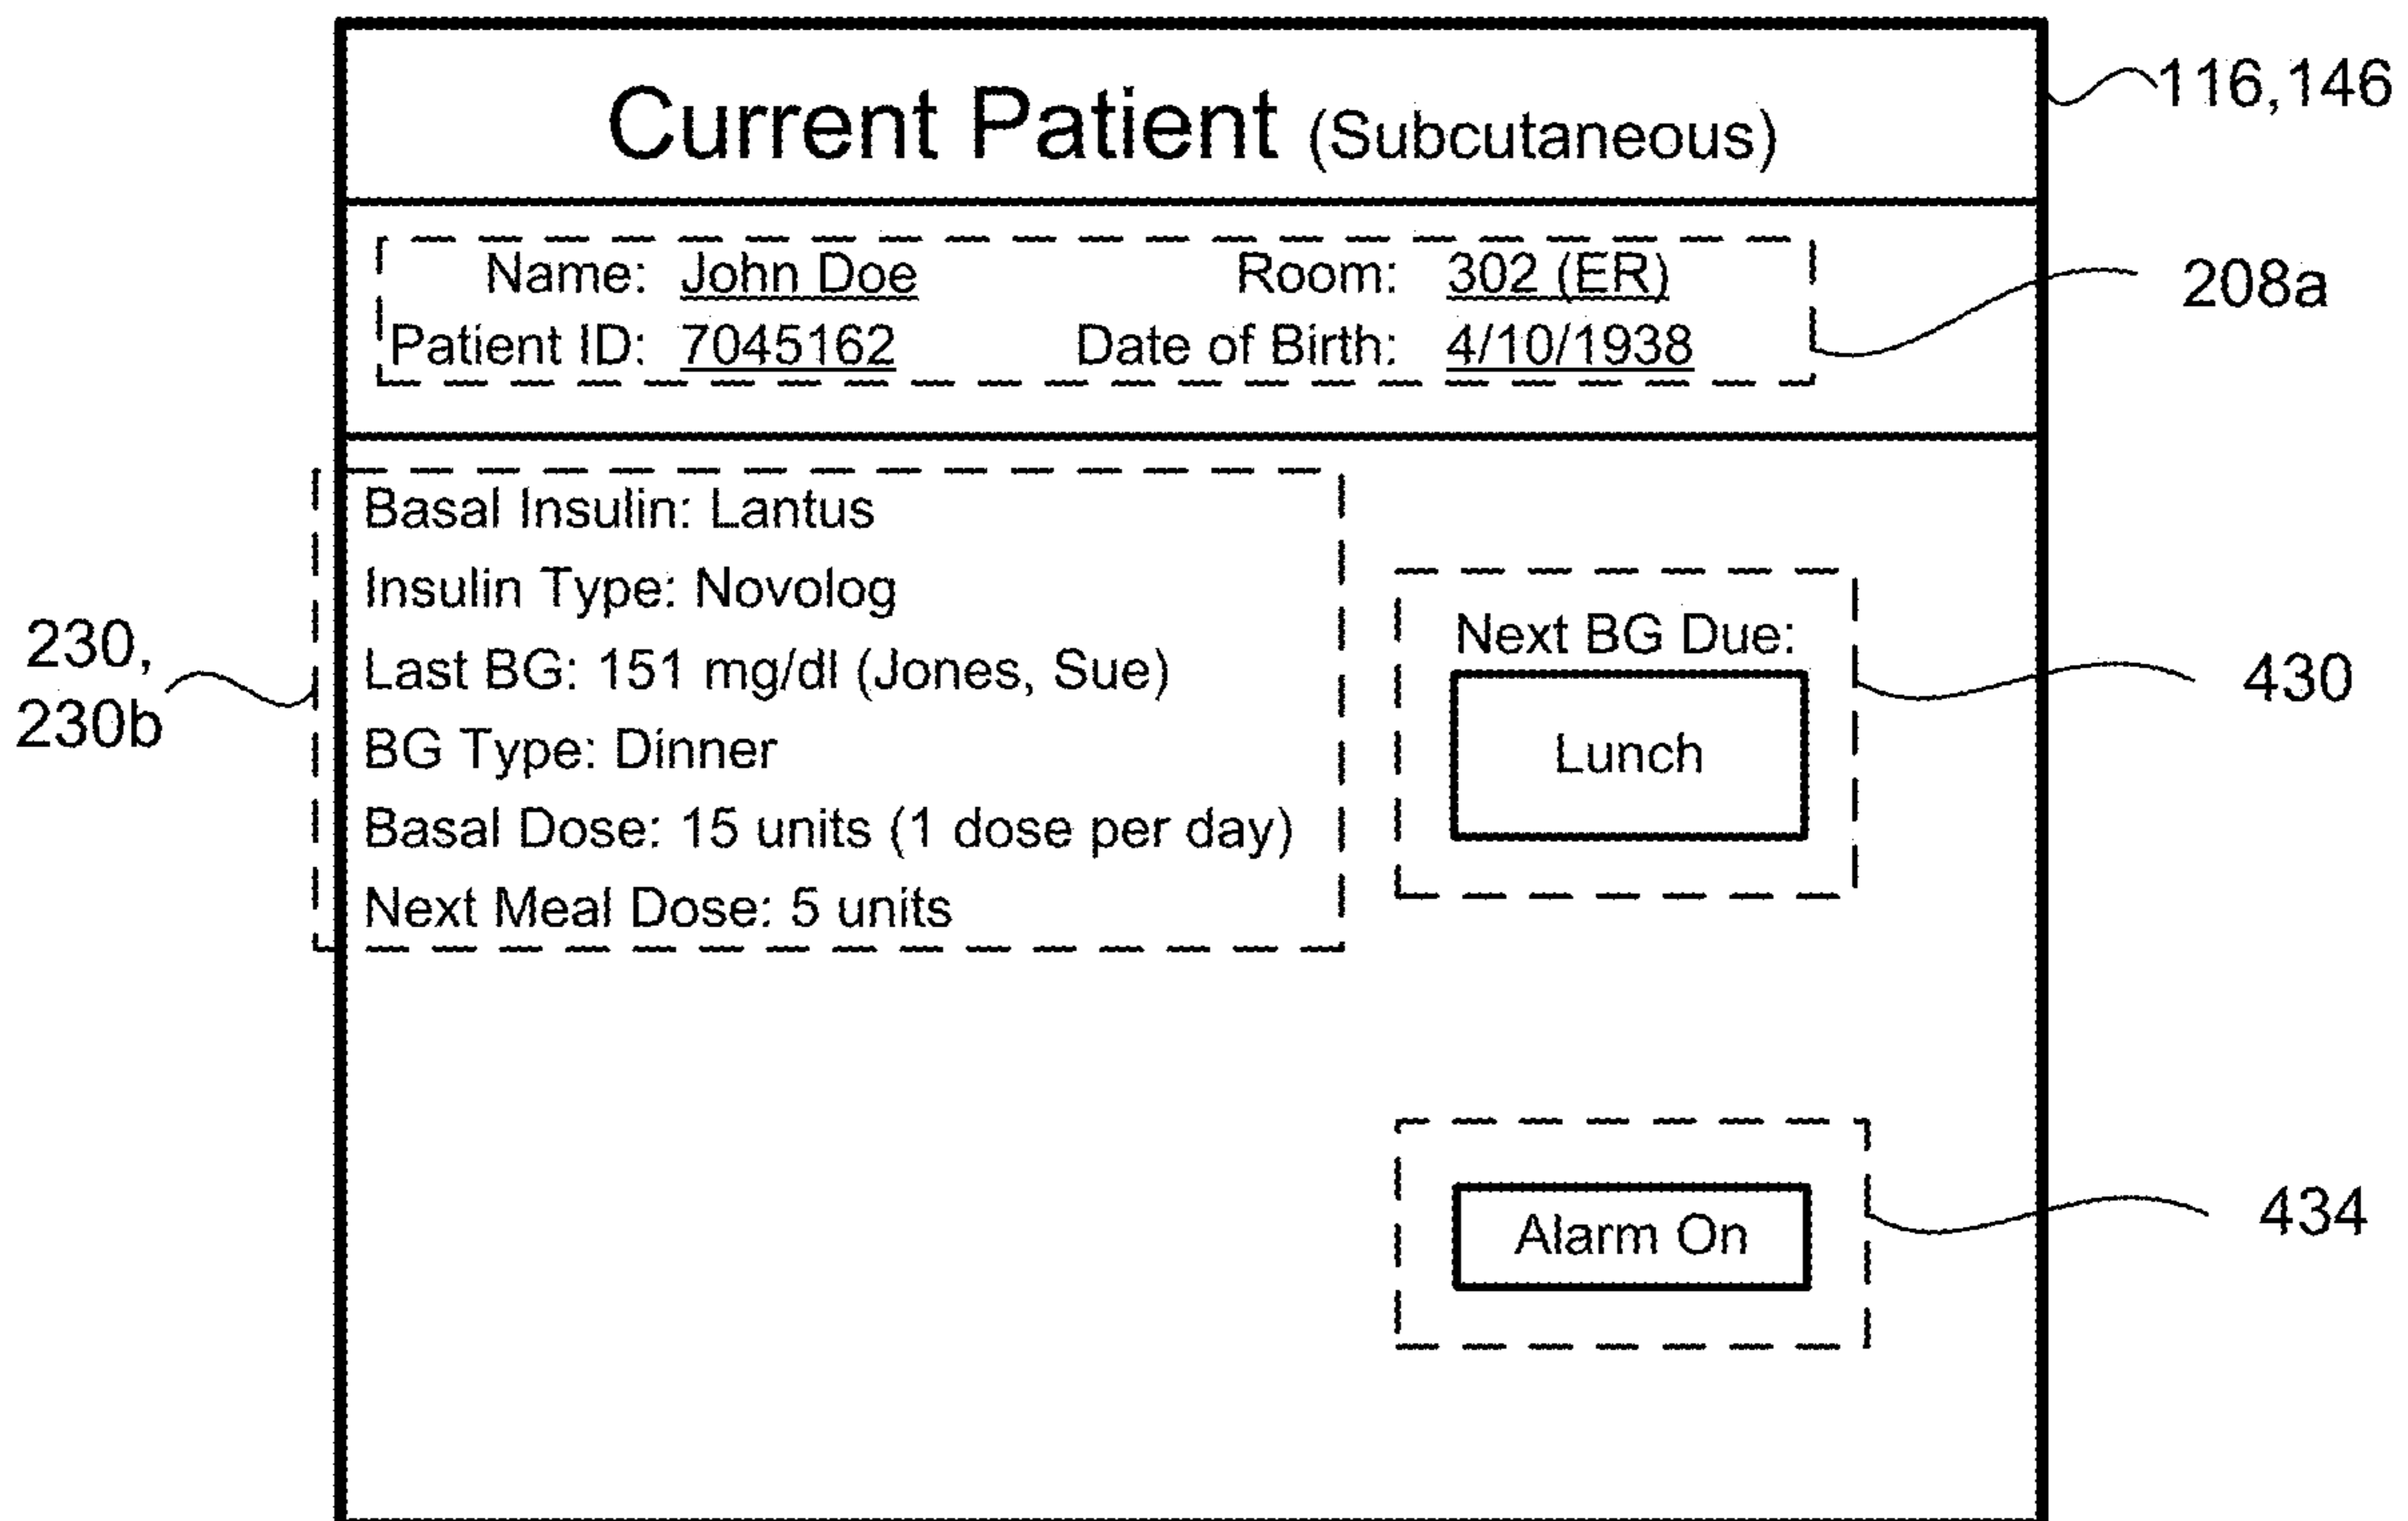 Current Patient (Subcutaneous)
116,146
Name: John Doe Room: 302 (ER)
Patient ID: 7045162 Date of Birth: 4/10/1938
208a
230,
230b
Basal Insulin: Lantus
Insulin Type: Novolog
Last BG: 151 mg/dl (Jones, Sue)
BG Type: Dinner
Basal Dose: 15 units (1 dose per day)
Next Meal Dose: 5 units
Next BG Due:
Lunch
430
Alarm On
434